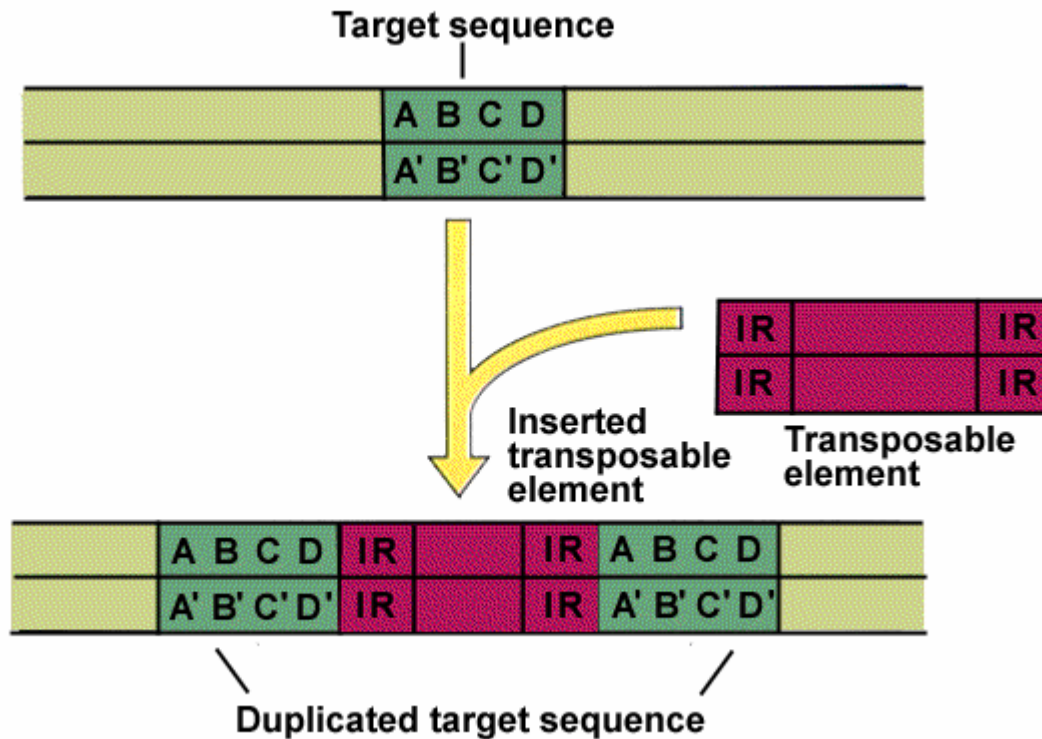 Target sequence
A B C D
A' B' C' D'
IR IR
IR IR
Transposable
element
Inserted
transposable
element
A B C D IR IR A B C D
A' B' C' D' IR IR A' B' C' D'
Duplicated target sequence